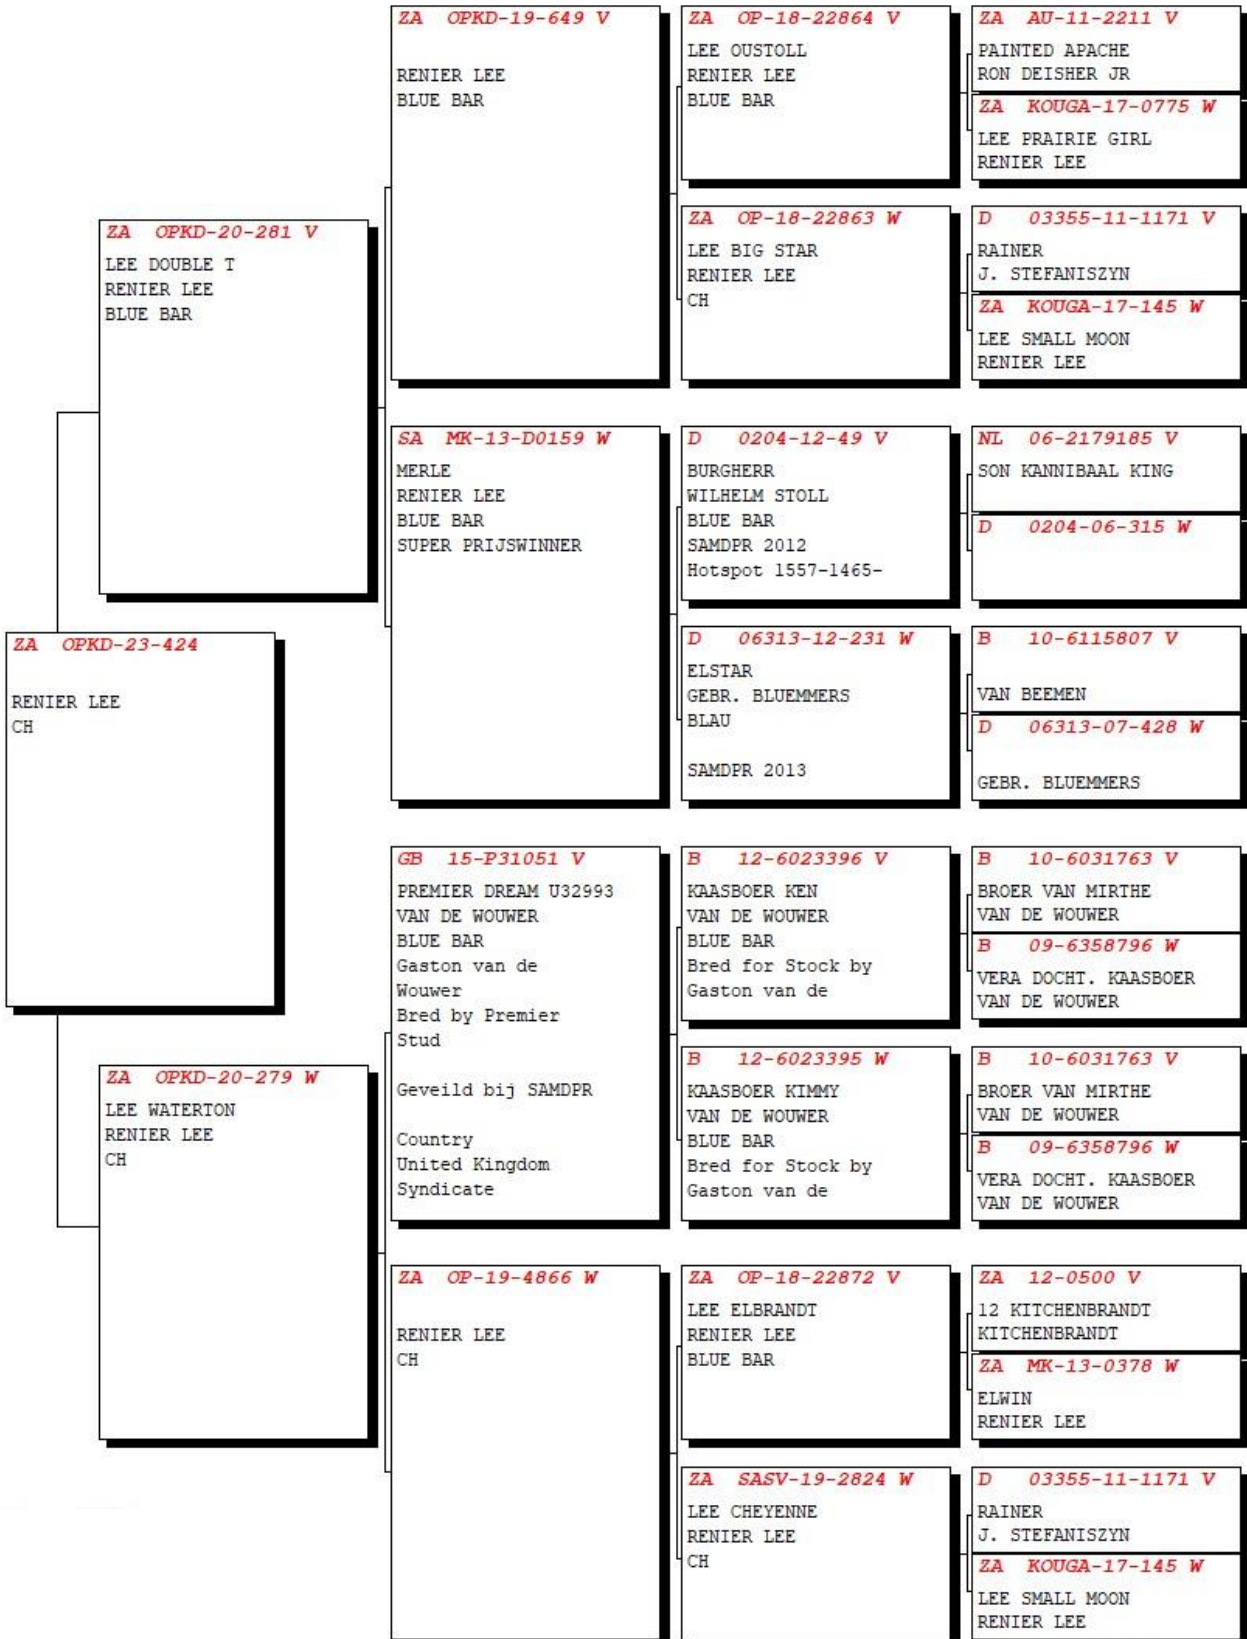 ZA OPKD-23-424
RENIER LEE
CH
ZA OPKD-20-281 V
LEE DOUBLE T
RENIER LEE
BLUE BAR
ZA OPKD-20-279 W
LEE WATERTON
RENIER LEE
CH
ZA OPKD-19-649 V
RENIER LEE
BLUE BAR
SA MK-13-D0159 W
MERLE
RENIER LEE
BLUE BAR
SUPER PRIJSWINNER
GB 15-P31051 V
PREMIER DREAM U32993
VAN DE WOUWER
BLUE BAR
Gaston van de
Wouwer
Bred by Premier
Stud
Geveild bij SAMDPR
Country
United Kingdom
Syndicate
ZA OP-19-4866 W
RENIER LEE
CH
ZA OP-18-22864 V
LEE OUSTOLL
RENIER LEE
BLUE BAR
ZA OP-18-22863 W
LEE BIG STAR
RENIER LEE
CH
D 0204-12-49 V
BURGHERR
WILHELM STOLL
BLUE BAR
SAMDPR 2012
Hotspot 1557-1465-
D 06313-12-231 W
ELSTAR
GEBR. BLUEMMERS
BLAU
SAMDPR 2013
B 12-6023396 V
KAASBOER KEN
VAN DE WOUWER
BLUE BAR
Bred for Stock by
Gaston van de
B 12-6023395 W
KAASBOER KIMMY
VAN DE WOUWER
BLUE BAR
Bred for Stock by
Gaston van de
ZA OP-18-22872 V
LEE ELBRANDT
RENIER LEE
BLUE BAR
ZA SASV-19-2824 W
LEE CHEYENNE
RENIER LEE
CH
ZA AU-11-2211 V
PAINTED APACHE
RON DEISHER JR
ZA KOUGA-17-0775 W
LEE PRAIRIE GIRL
RENIER LEE
D 03355-11-1171 V
RAINER
J. STEFANISZYN
ZA KOUGA-17-145 W
LEE SMALL MOON
RENIER LEE
NL 06-2179185 V
SON KANNIBAAL KING
D 0204-06-315 W
B 10-6115807 V
VAN BEEMEN
D 06313-07-428 W
GEBR. BLUEMMERS
B 10-6031763 V
BROER VAN MIRTHE
VAN DE WOUWER
B 09-6358796 W
VERA DOCHT. KAASBOER
VAN DE WOUWER
B 10-6031763 V
BROER VAN MIRTHE
VAN DE WOUWER
B 09-6358796 W
VERA DOCHT. KAASBOER
VAN DE WOUWER
ZA 12-0500 V
12 KITCHENBRANDT
KITCHENBRANDT
ZA MK-13-0378 W
ELWIN
RENIER LEE
D 03355-11-1171 V
RAINER
J. STEFANISZYN
ZA KOUGA-17-145 W
LEE SMALL MOON
RENIER LEE